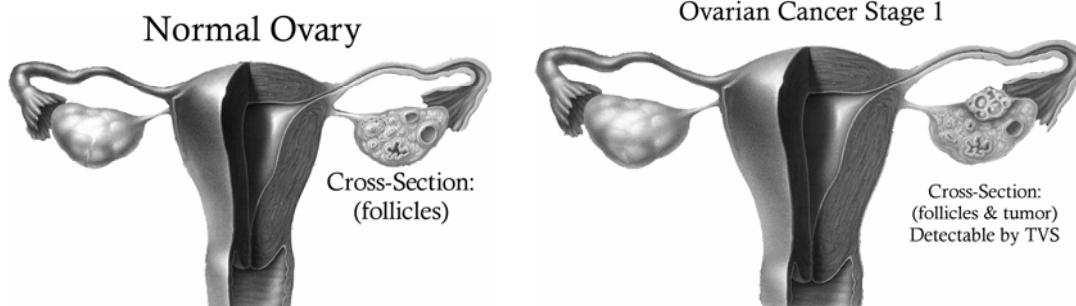 Normal Ovary
Cross-Section:
(follicles)
Ovarian Cancer Stage 1
Cross-Section:
(follicles & tumor)
Detectable by TVS